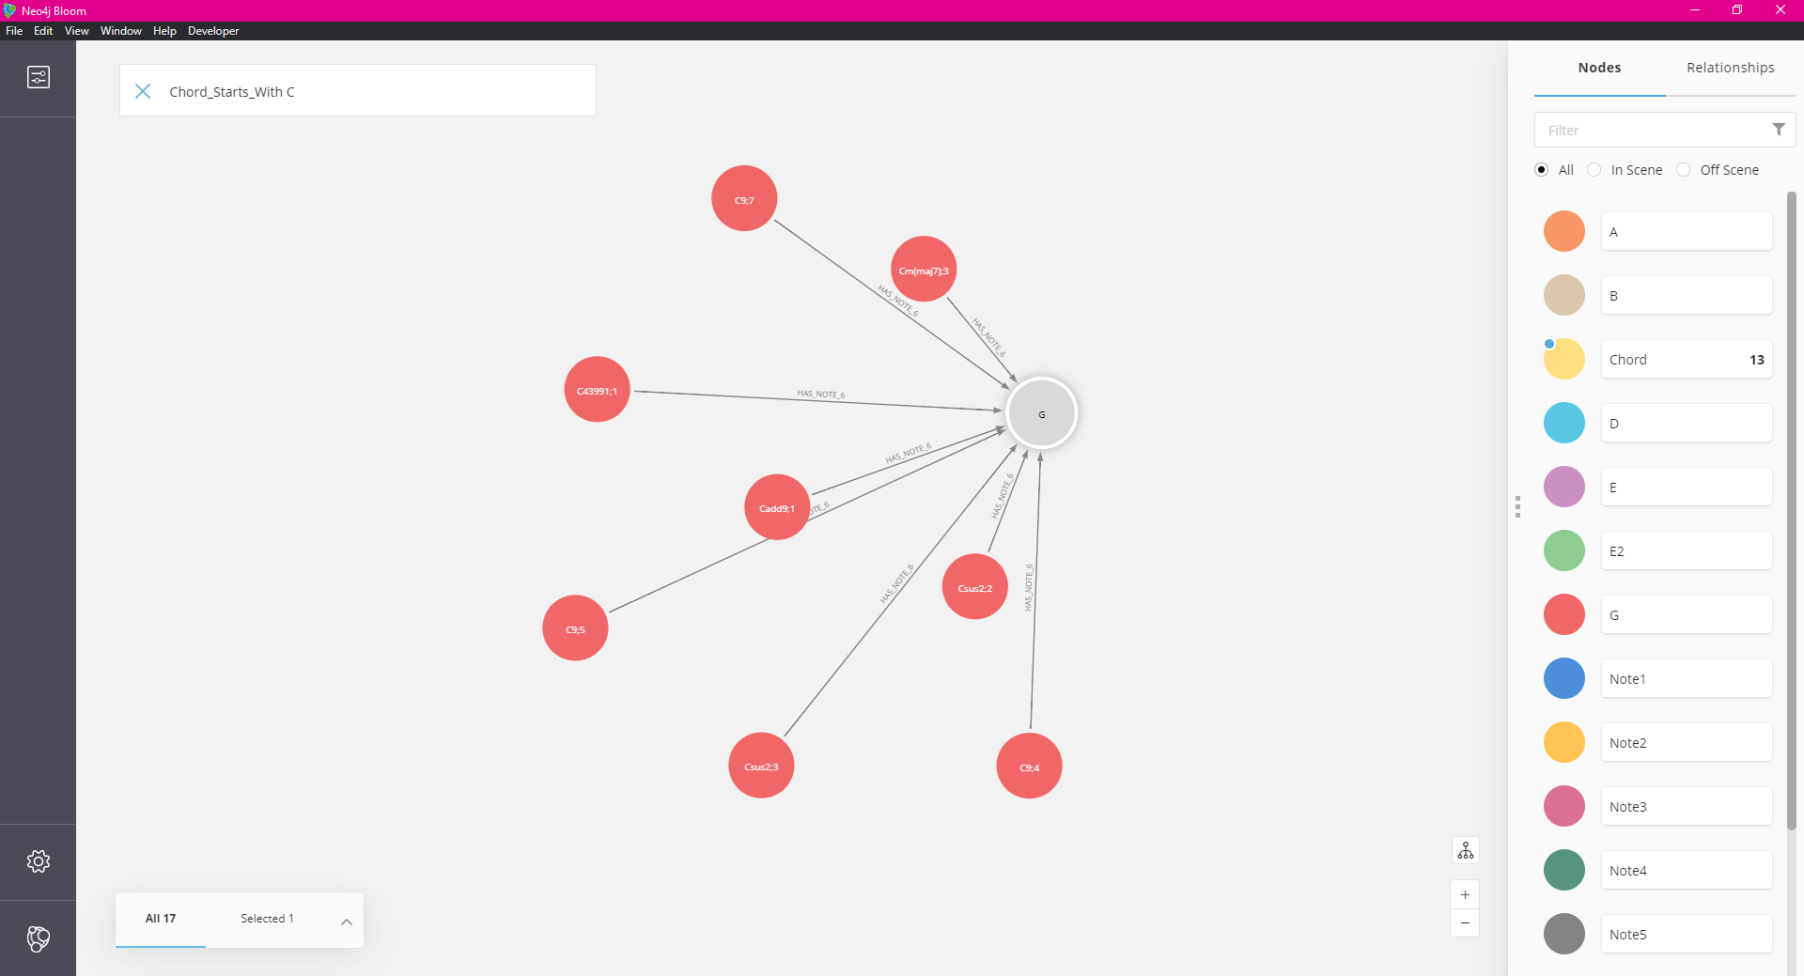 Neo4j Bloom
File Edit View Window Help Developer
Chord_Starts_With C
C9;7
Cm(maj7);3
HAS_NOTE_6
HAS_NOTE_6
C43991;1
HAS_NOTE_6
G
HAS_NOTE_6
Cadd9;1
OTE_6
HAS_NOTE_6
HAS_NOTE_6
HAS_NOTE_6
Csus2;2
C9;5
Csus2;3
C9;4
All 17
Selected 1
Nodes
Relationships
Filter
All
In Scene
Off Scene
A
B
Chord 13
D
E
E2
G
Note1
Note2
Note3
Note4
Note5